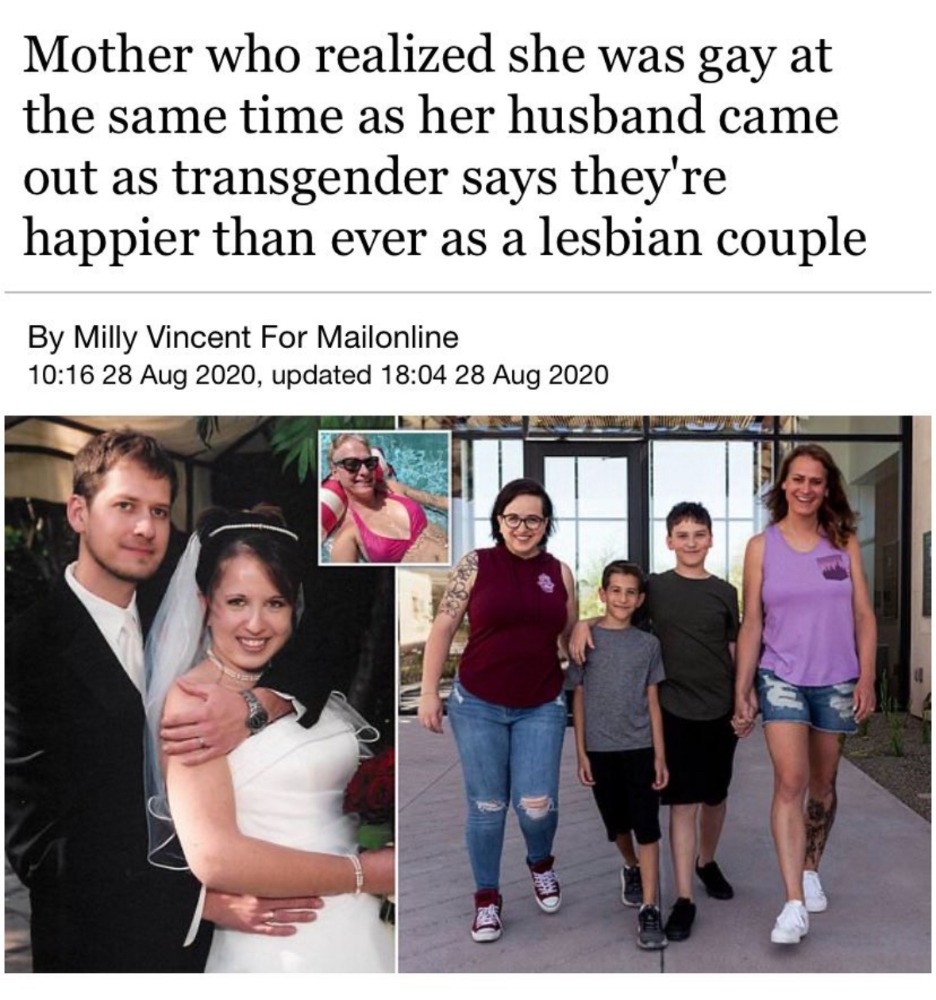 Mother who realized she was gay at
the same time as her husband came
out as transgender says they're
happier than ever as a lesbian couple
By Milly Vincent For Mailonline
10:16 28 Aug 2020, updated 18:04 28 Aug 2020